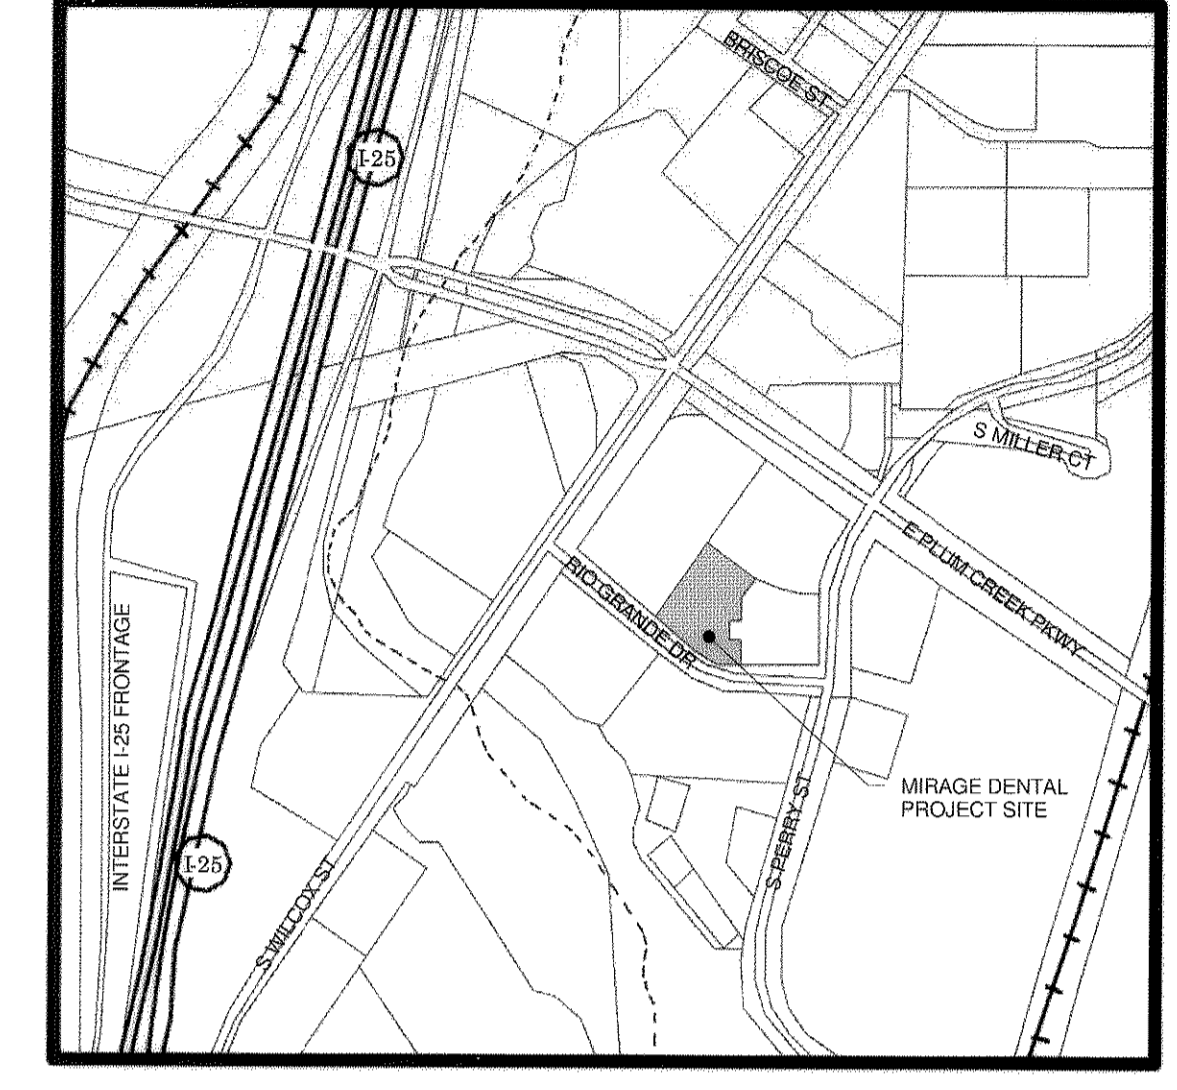 BRISCOE ST
I-25
S MILLER CT
E PLUM CREEK PKWY
RIO GRANDE DR
INTERSTATE I-25 FRONTAGE
MIRAGE DENTAL
PROJECT SITE
S PERRY ST
I-25
S WILCOX ST